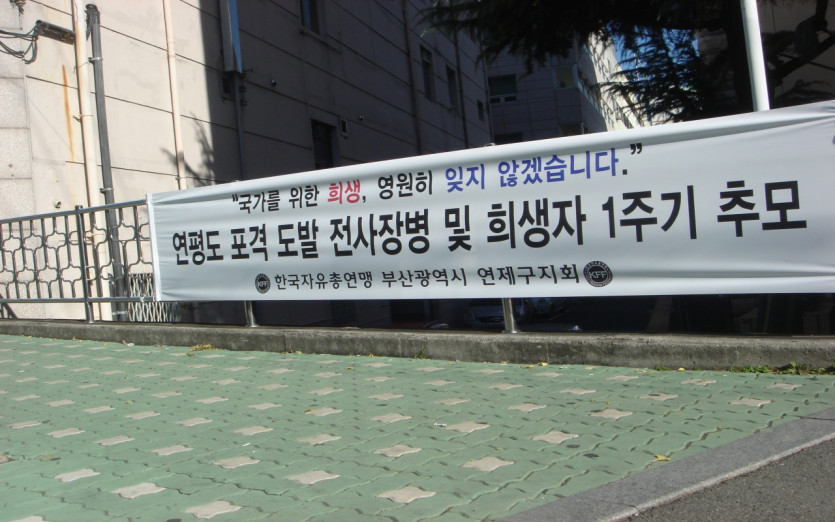 "국가를 위한 희생, 영원히 잊지 않겠습니다."
연평도 포격 도발 전사장병 및 희생자 1주기 추모
KFF 한국자유총연맹 부산광역시 연제구지회 KFF